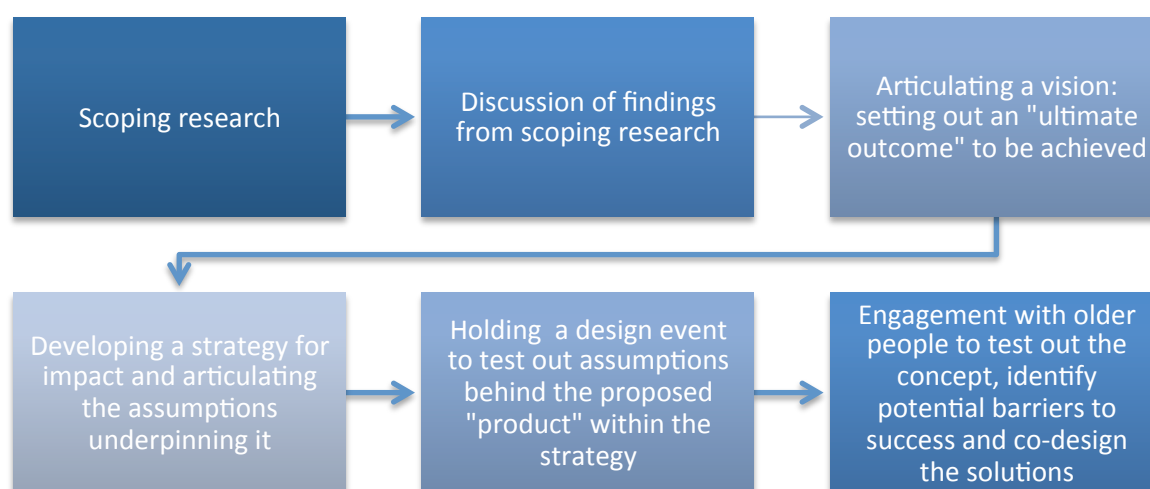 Scoping research
Discussion of findings
from scoping research
Articulating a vision:
setting out an "ultimate
outcome" to be achieved
Developing a strategy for
impact and articulating
the assumptions
underpinning it
Holding a design event
to test out assumptions
behind the proposed
"product" within the
strategy
Engagement with older
people to test out the
concept, identify
potential barriers to
success and co-design
the solutions